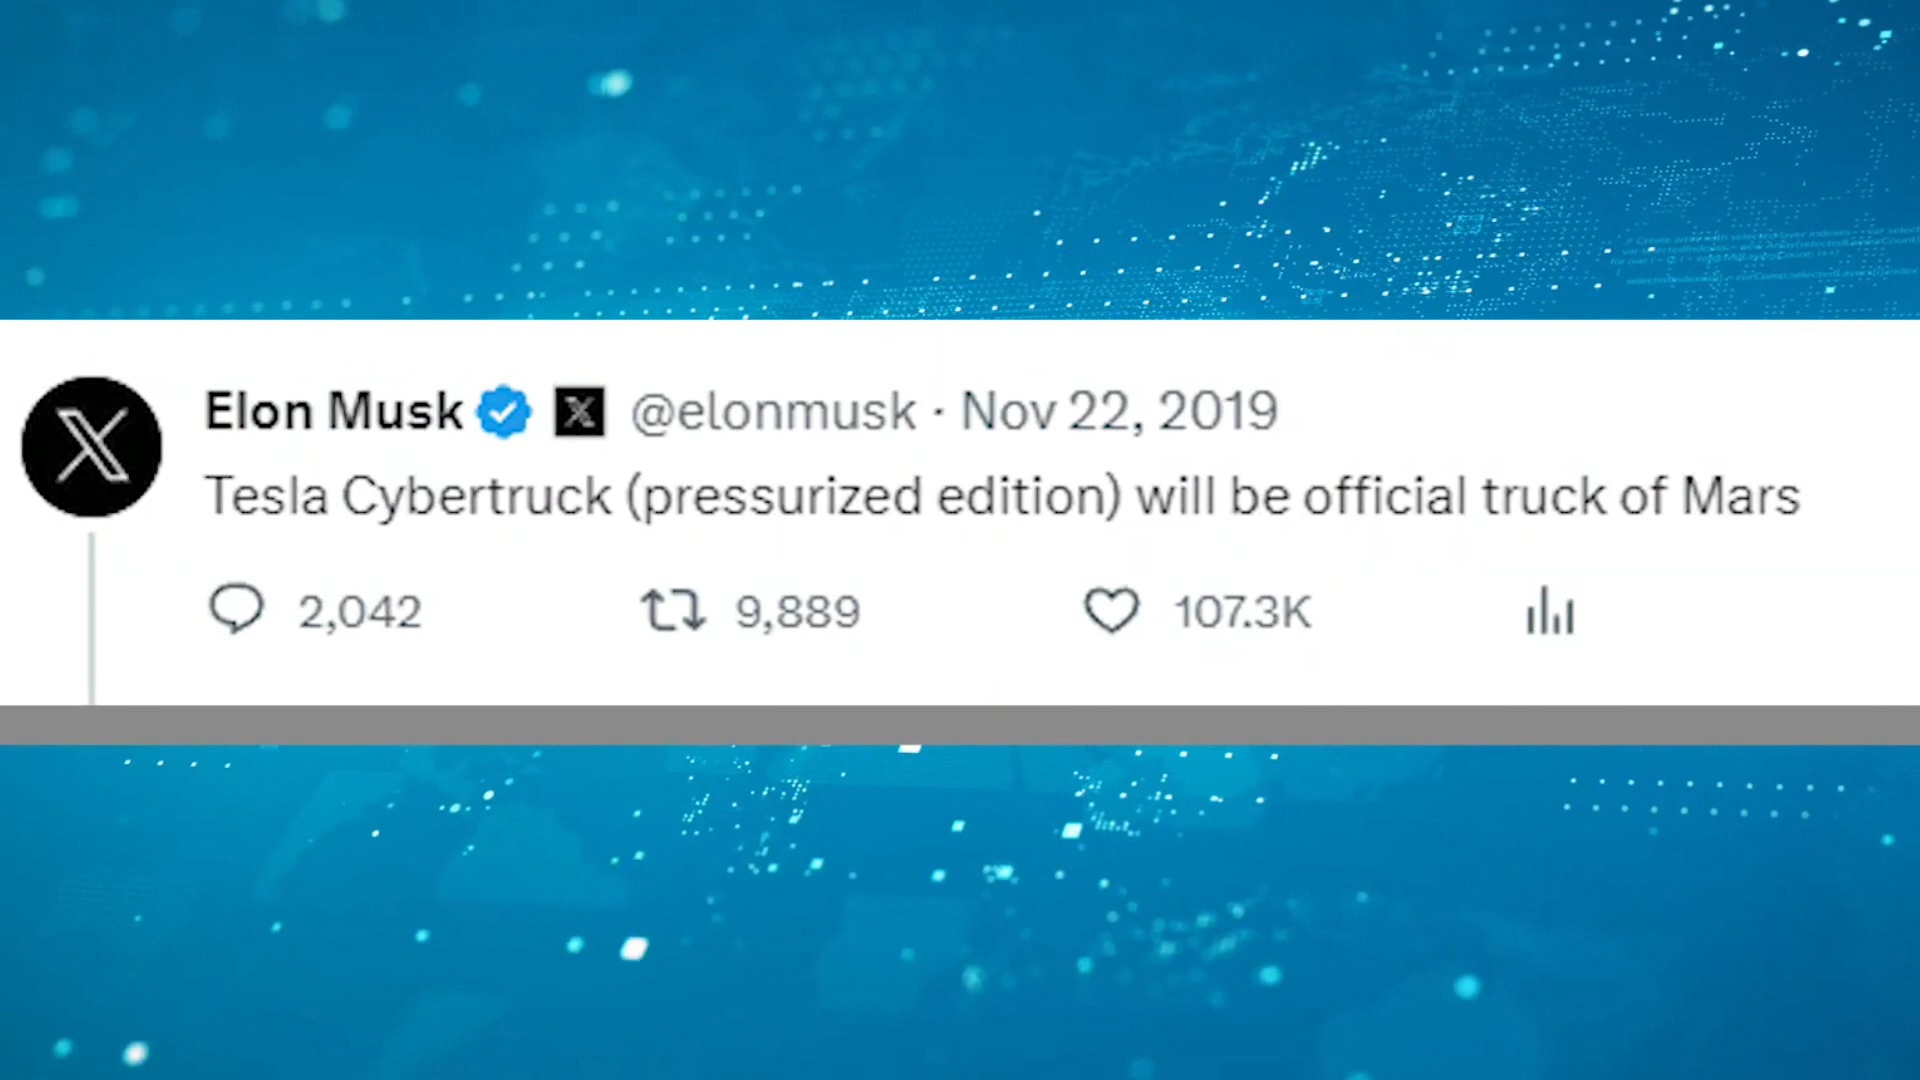 Elon Musk @elonmusk · Nov 22, 2019
Tesla Cybertruck (pressurized edition) will be official truck of Mars
2,042 9,889 107.3K